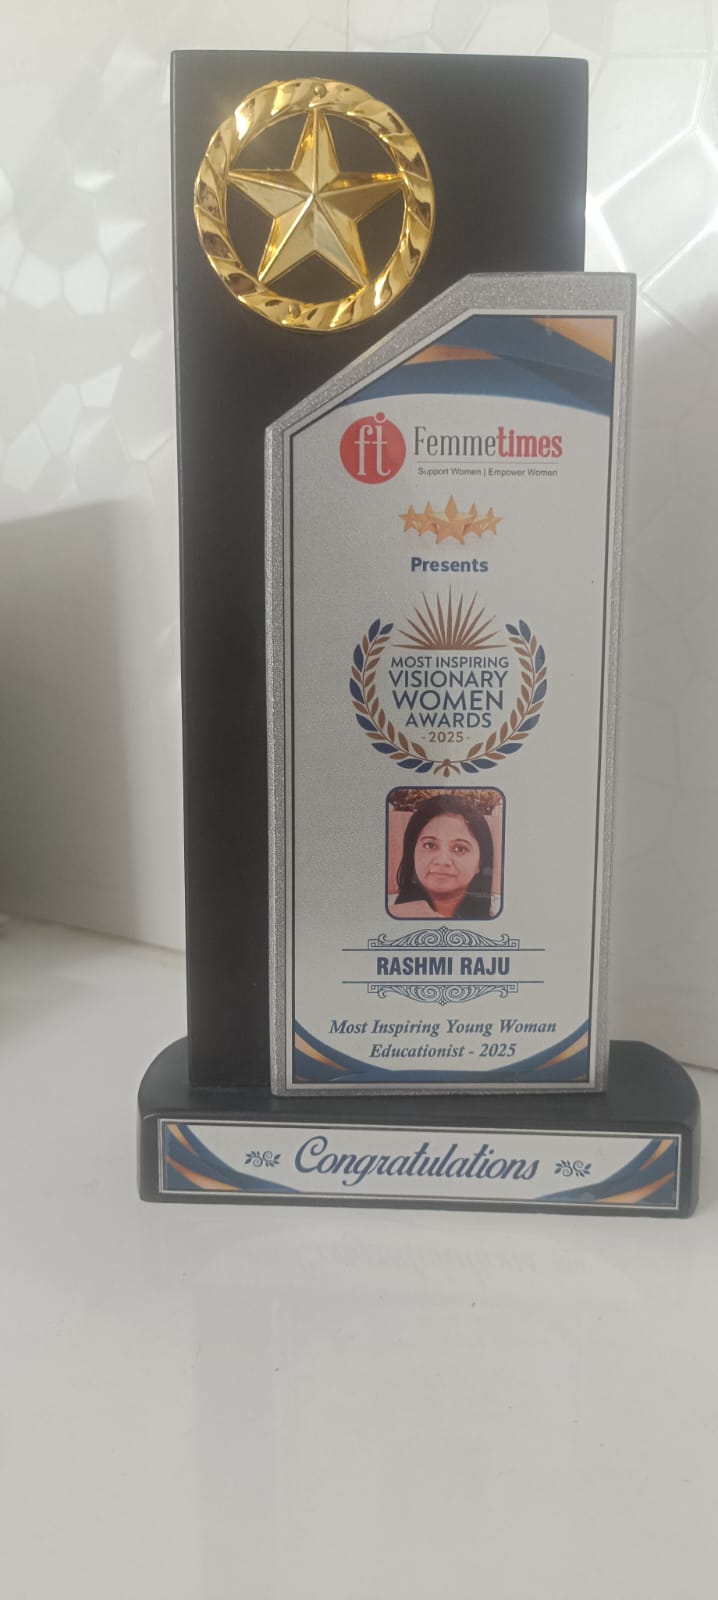 ft Femmetimes
Support Women | Empower Women
Presents
MOST INSPIRING
VISIONARY
WOMEN
AWARDS
-2025-
RASHMI RAJU
Most Inspiring Young Woman
Educationist - 2025
Congratulations